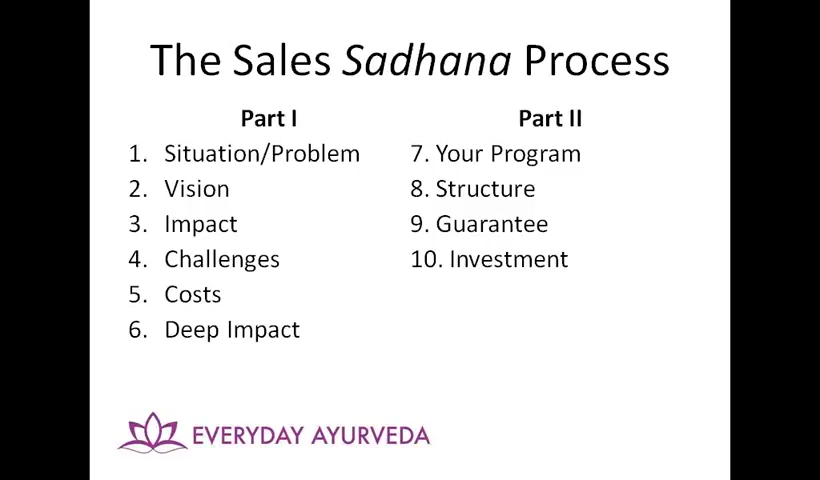 The Sales Sadhana Process
Part I
1. Situation/Problem
2. Vision
3. Impact
4. Challenges
5. Costs
6. Deep Impact
Part II
7. Your Program
8. Structure
9. Guarantee
10. Investment
EVERYDAY AYURVEDA